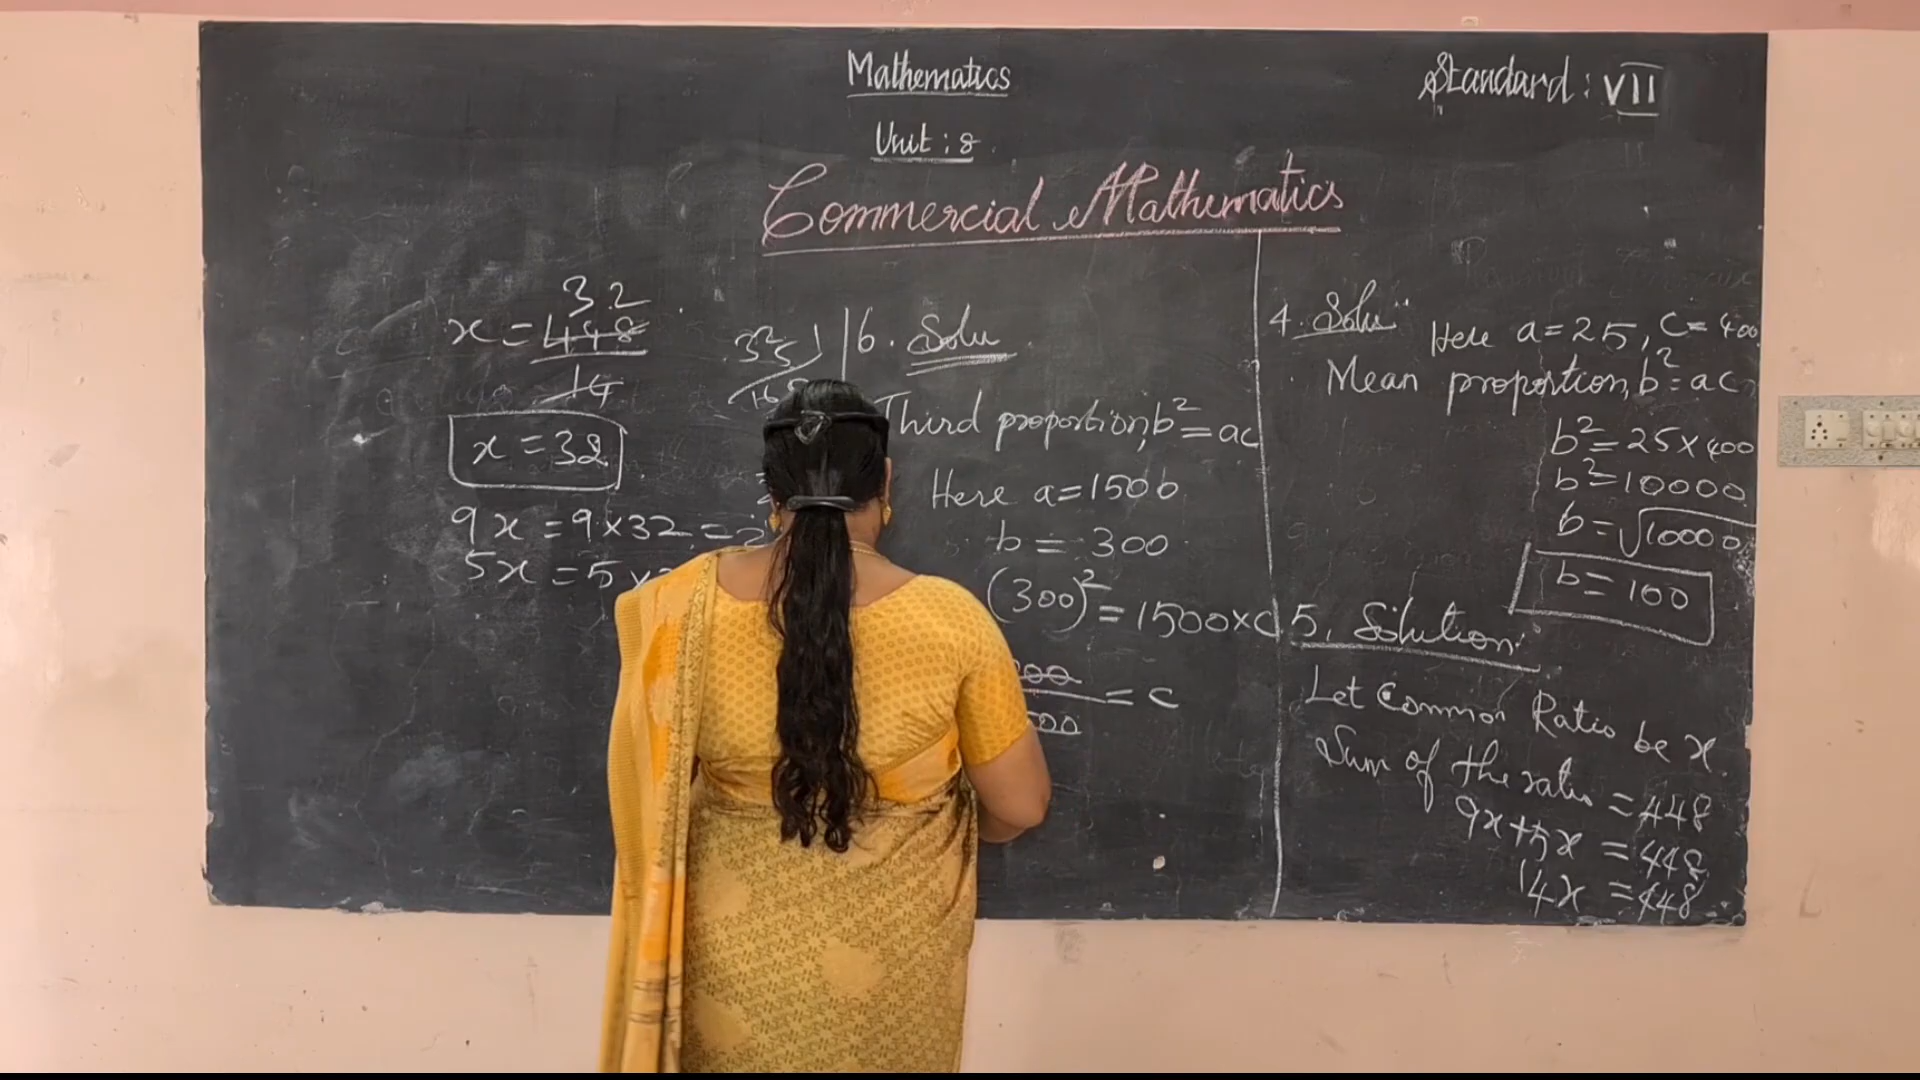 Mathematics
Standard : VII
Unit : 8
Commercial Mathematics
x = 448
32
14
x = 32
9x = 9 × 32 =
5x = 5 ×
6. Solu
Third proportion, b² = ac
Here a = 1500
b = 300
(300)² = 1500 × c
= c
4. Solu
Here a = 25, c = 400
Mean proportion, b² = ac
b² = 25 × 400
b² = 10000
b = √10000
b = 100
5. Solution
Let Common Ratio be x.
Sum of the ratio = 448
9x + 5x = 448
14x = 448